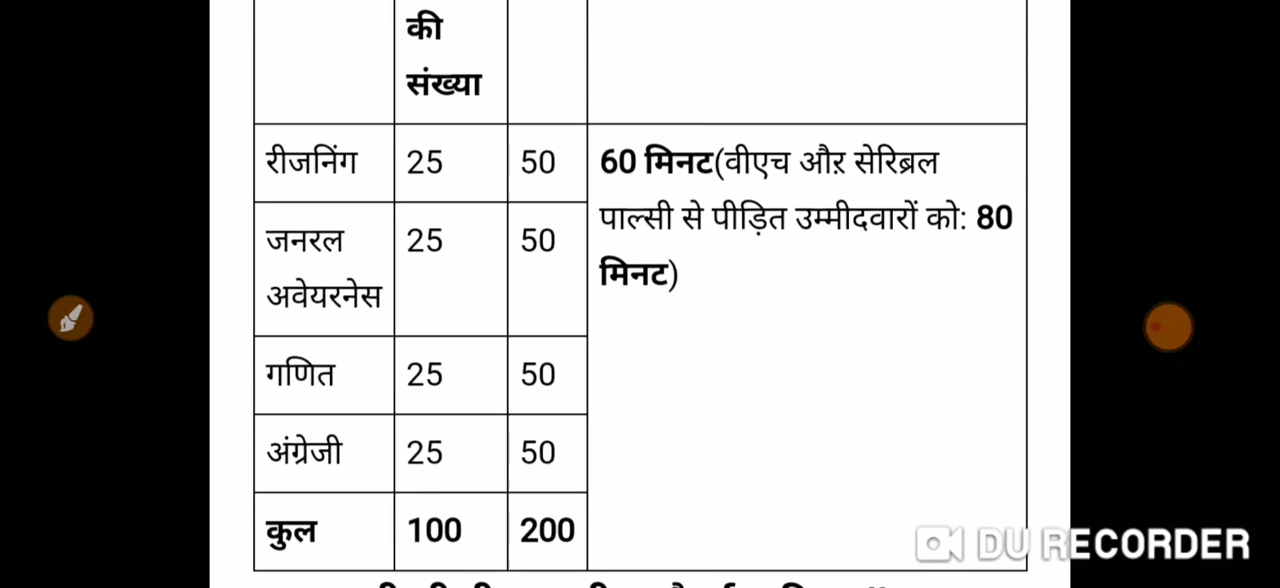 की
संख्या
रीजनिंग 25 50 60 मिनट(वीएच औऱ सेरिब्रल
पाल्सी से पीड़ित उम्मीदवारों को: 80
मिनट)
जनरल 25 50
अवेयरनेस
गणित 25 50
अंग्रेजी 25 50
कुल 100 200
DU RECORDER